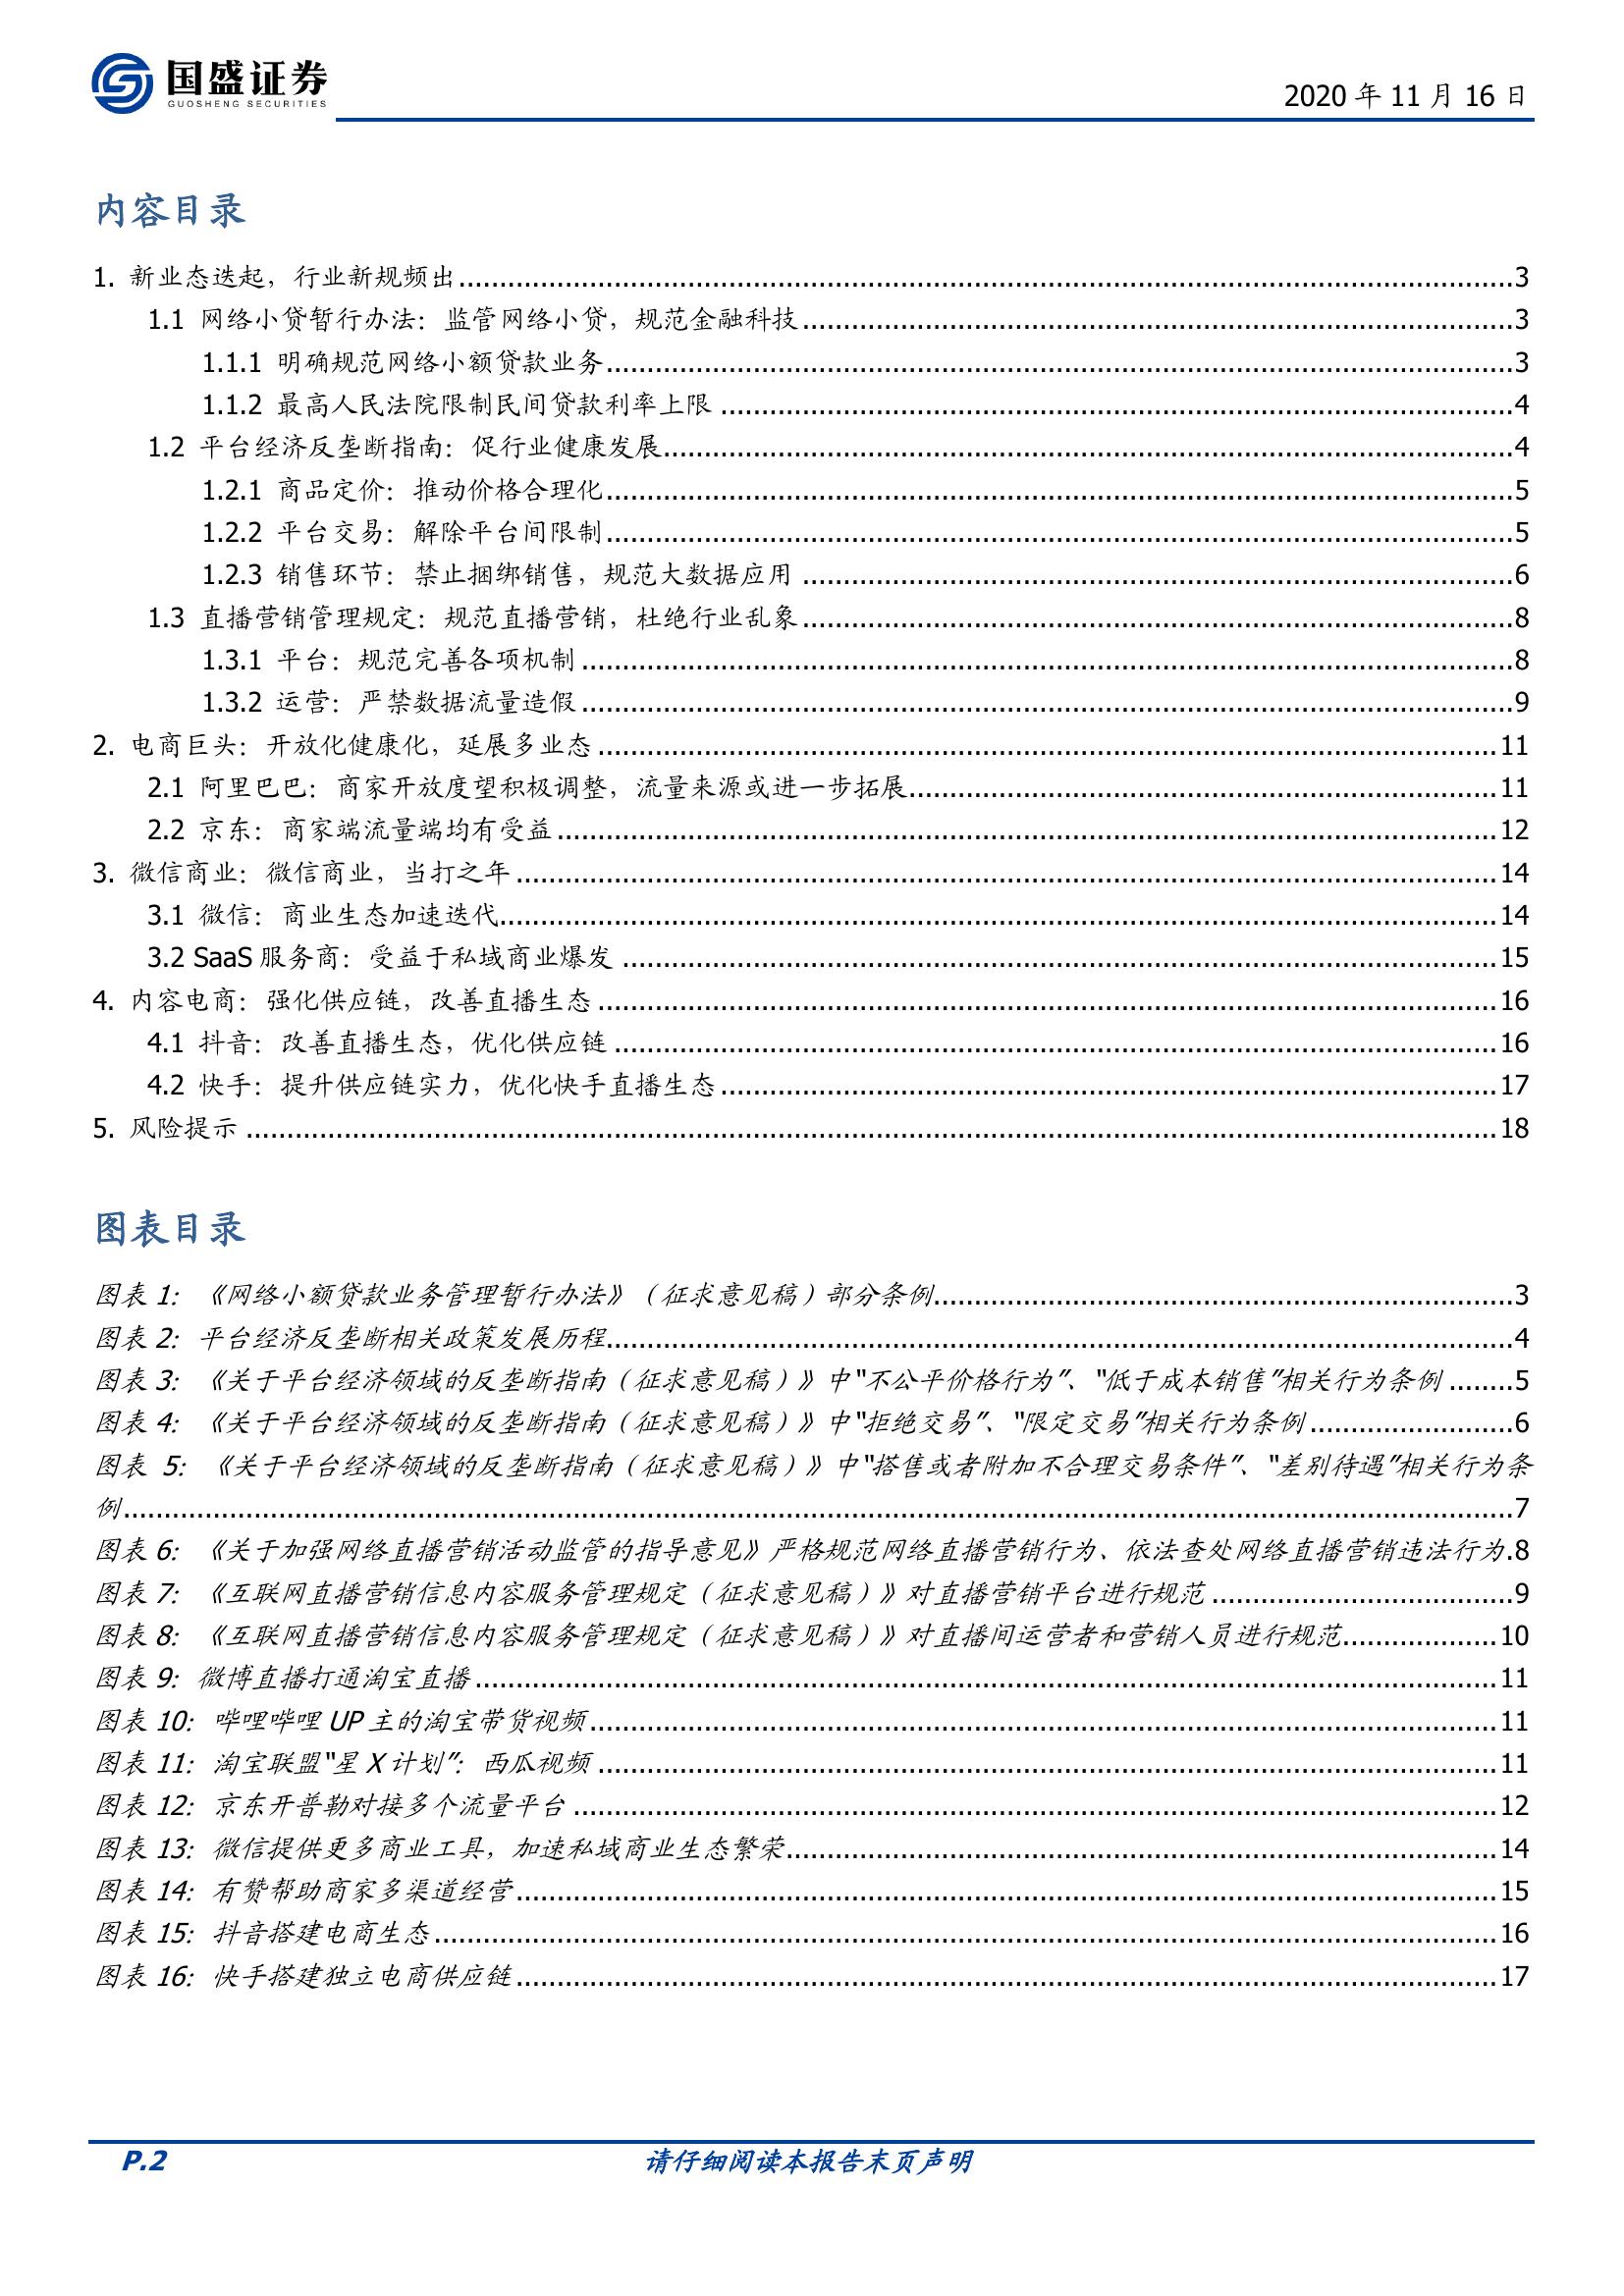 国盛证券
GUOSHENG SECURITIES
2020 年 11 月 16 日
内容目录
1. 新业态迭起，行业新规频出 3
1.1 网络小贷暂行办法：监管网络小贷，规范金融科技 3
1.1.1 明确规范网络小额贷款业务 3
1.1.2 最高人民法院限制民间贷款利率上限 4
1.2 平台经济反垄断指南：促行业健康发展 4
1.2.1 商品定价：推动价格合理化 5
1.2.2 平台交易：解除平台间限制 5
1.2.3 销售环节：禁止捆绑销售，规范大数据应用 6
1.3 直播营销管理规定：规范直播营销，杜绝行业乱象 8
1.3.1 平台：规范完善各项机制 8
1.3.2 运营：严禁数据流量造假 9
2. 电商巨头：开放化健康化，延展多业态 11
2.1 阿里巴巴：商家开放度望积极调整，流量来源或进一步拓展 11
2.2 京东：商家端流量端均有受益 12
3. 微信商业：微信商业，当打之年 14
3.1 微信：商业生态加速迭代 14
3.2 SaaS 服务商：受益于私域商业爆发 15
4. 内容电商：强化供应链，改善直播生态 16
4.1 抖音：改善直播生态，优化供应链 16
4.2 快手：提升供应链实力，优化快手直播生态 17
5. 风险提示 18
图表目录
图表 1：《网络小额贷款业务管理暂行办法》（征求意见稿）部分条例 3
图表 2：平台经济反垄断相关政策发展历程 4
图表 3：《关于平台经济领域的反垄断指南（征求意见稿）》中“不公平价格行为”、“低于成本销售”相关行为条例 5
图表 4：《关于平台经济领域的反垄断指南（征求意见稿）》中“拒绝交易”、“限定交易”相关行为条例 6
图表 5：《关于平台经济领域的反垄断指南（征求意见稿）》中“搭售或者附加不合理交易条件”、“差别待遇”相关行为条
例 7
图表 6：《关于加强网络直播营销活动监管的指导意见》严格规范网络直播营销行为、依法查处网络直播营销违法行为.8
图表 7：《互联网直播营销信息内容服务管理规定（征求意见稿）》对直播营销平台进行规范 9
图表 8：《互联网直播营销信息内容服务管理规定（征求意见稿）》对直播间运营者和营销人员进行规范 10
图表 9：微博直播打通淘宝直播 11
图表 10：哔哩哔哩 UP 主的淘宝带货视频 11
图表 11：淘宝联盟“星 X 计划”：西瓜视频 11
图表 12：京东开普勒对接多个流量平台 12
图表 13：微信提供更多商业工具，加速私域商业生态繁荣 14
图表 14：有赞帮助商家多渠道经营 15
图表 15：抖音搭建电商生态 16
图表 16：快手搭建独立电商供应链 17
P.2
请仔细阅读本报告末页声明